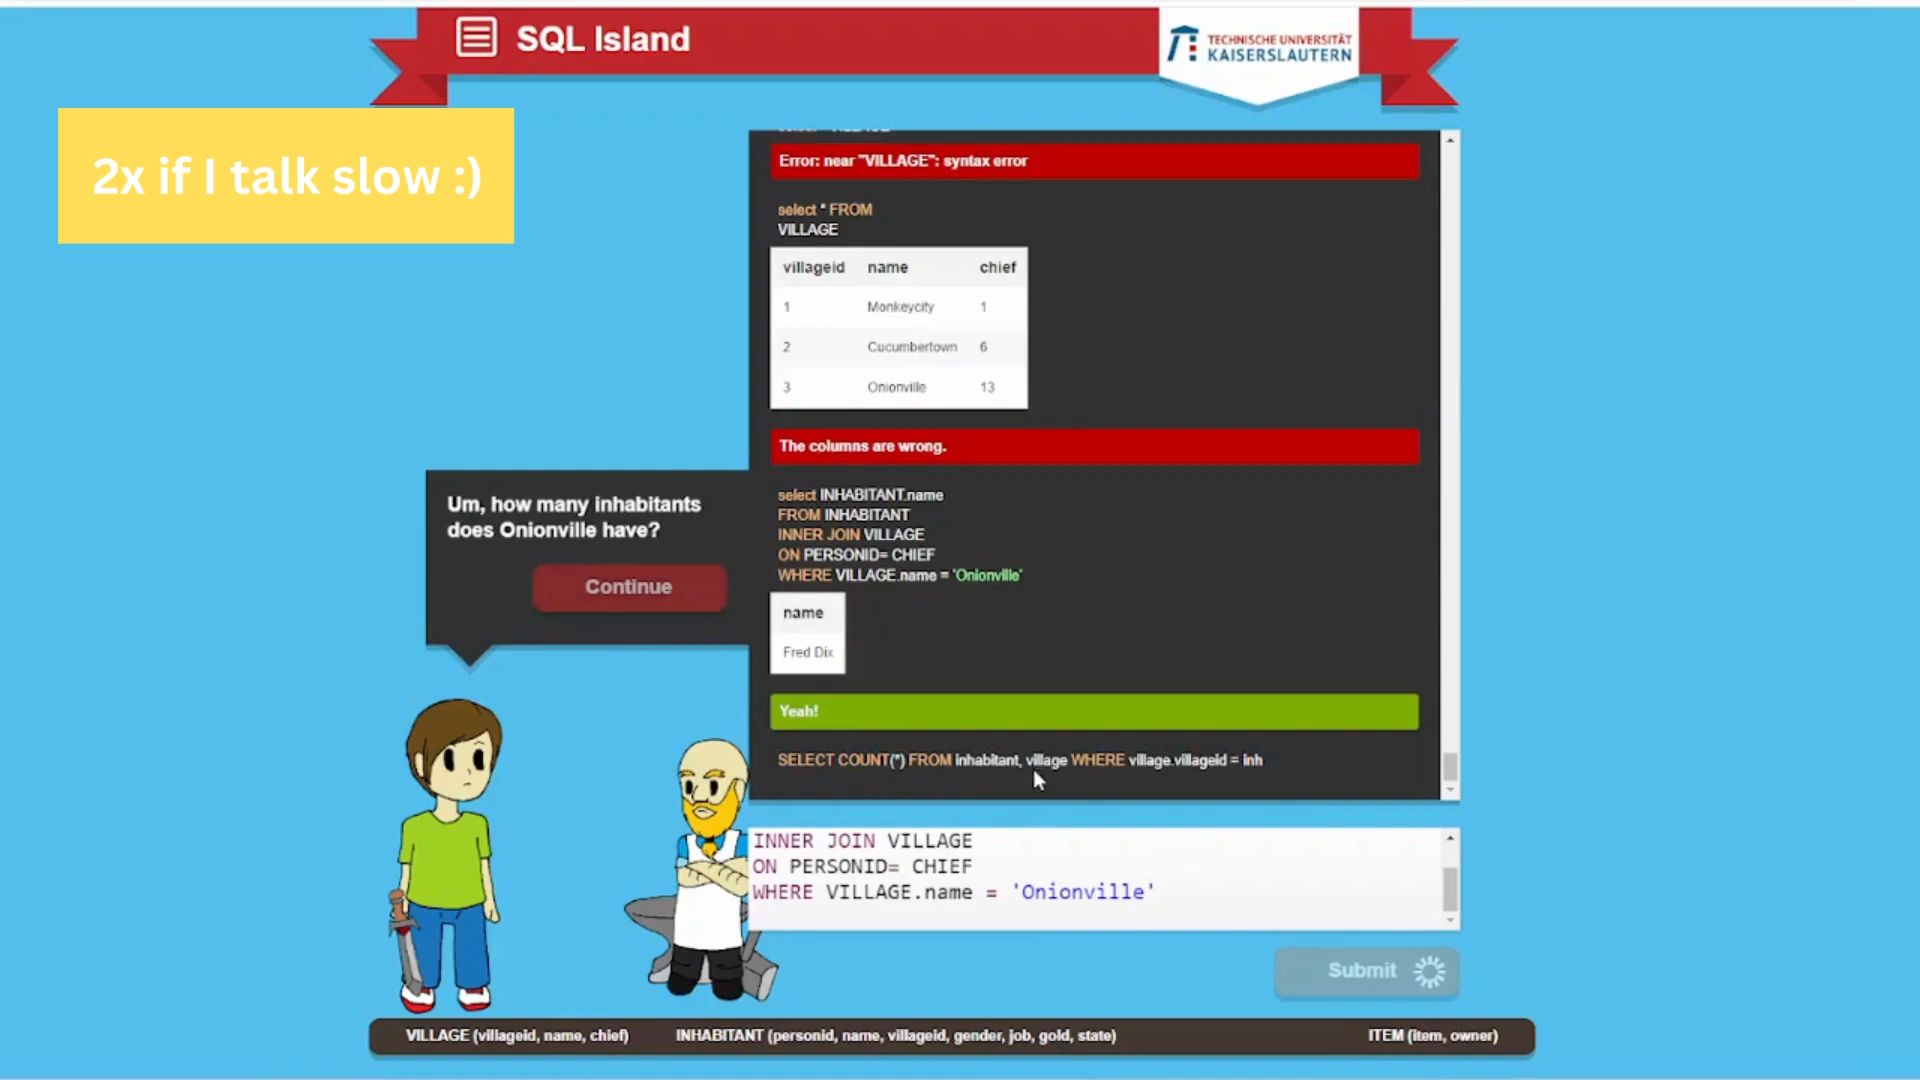 SQL Island
TECHNISCHE UNIVERSITÄT
KAISERSLAUTERN
2x if I talk slow :)
Error: near "VILLAGE": syntax error
select * FROM
VILLAGE
villageid name chief
1 Monkeycity 1
2 Cucumbertown 6
3 Onionville 13
The columns are wrong.
select INHABITANT.name
FROM INHABITANT
INNER JOIN VILLAGE
ON PERSONID= CHIEF
WHERE VILLAGE.name = 'Onionville'
name
Fred Dix
Yeah!
SELECT COUNT(*) FROM inhabitant, village WHERE village.villageid = inh
Um, how many inhabitants
does Onionville have?
Continue
INNER JOIN VILLAGE
ON PERSONID= CHIEF
WHERE VILLAGE.name = 'Onionville'
Submit
VILLAGE (villageid, name, chief) INHABITANT (personid, name, villageid, gender, job, gold, state) ITEM (item, owner)